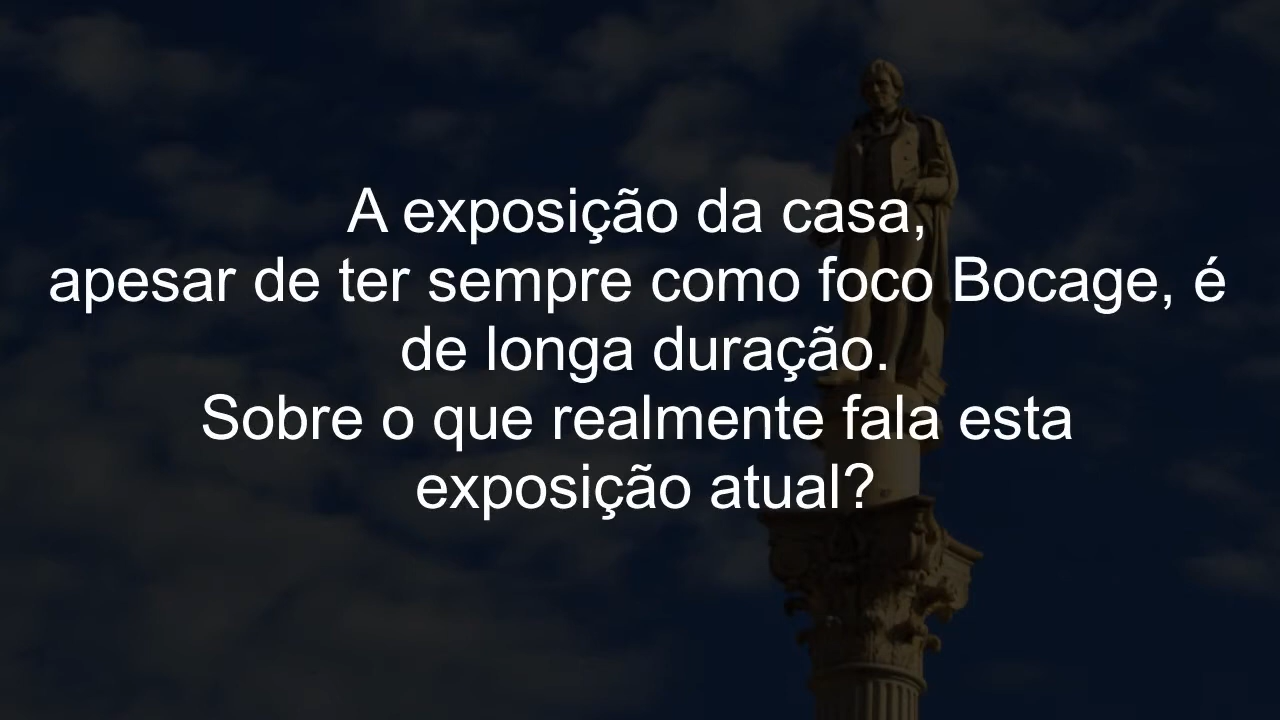 A exposição da casa,
apesar de ter sempre como foco Bocage, é
de longa duração.
Sobre o que realmente fala esta
exposição atual?